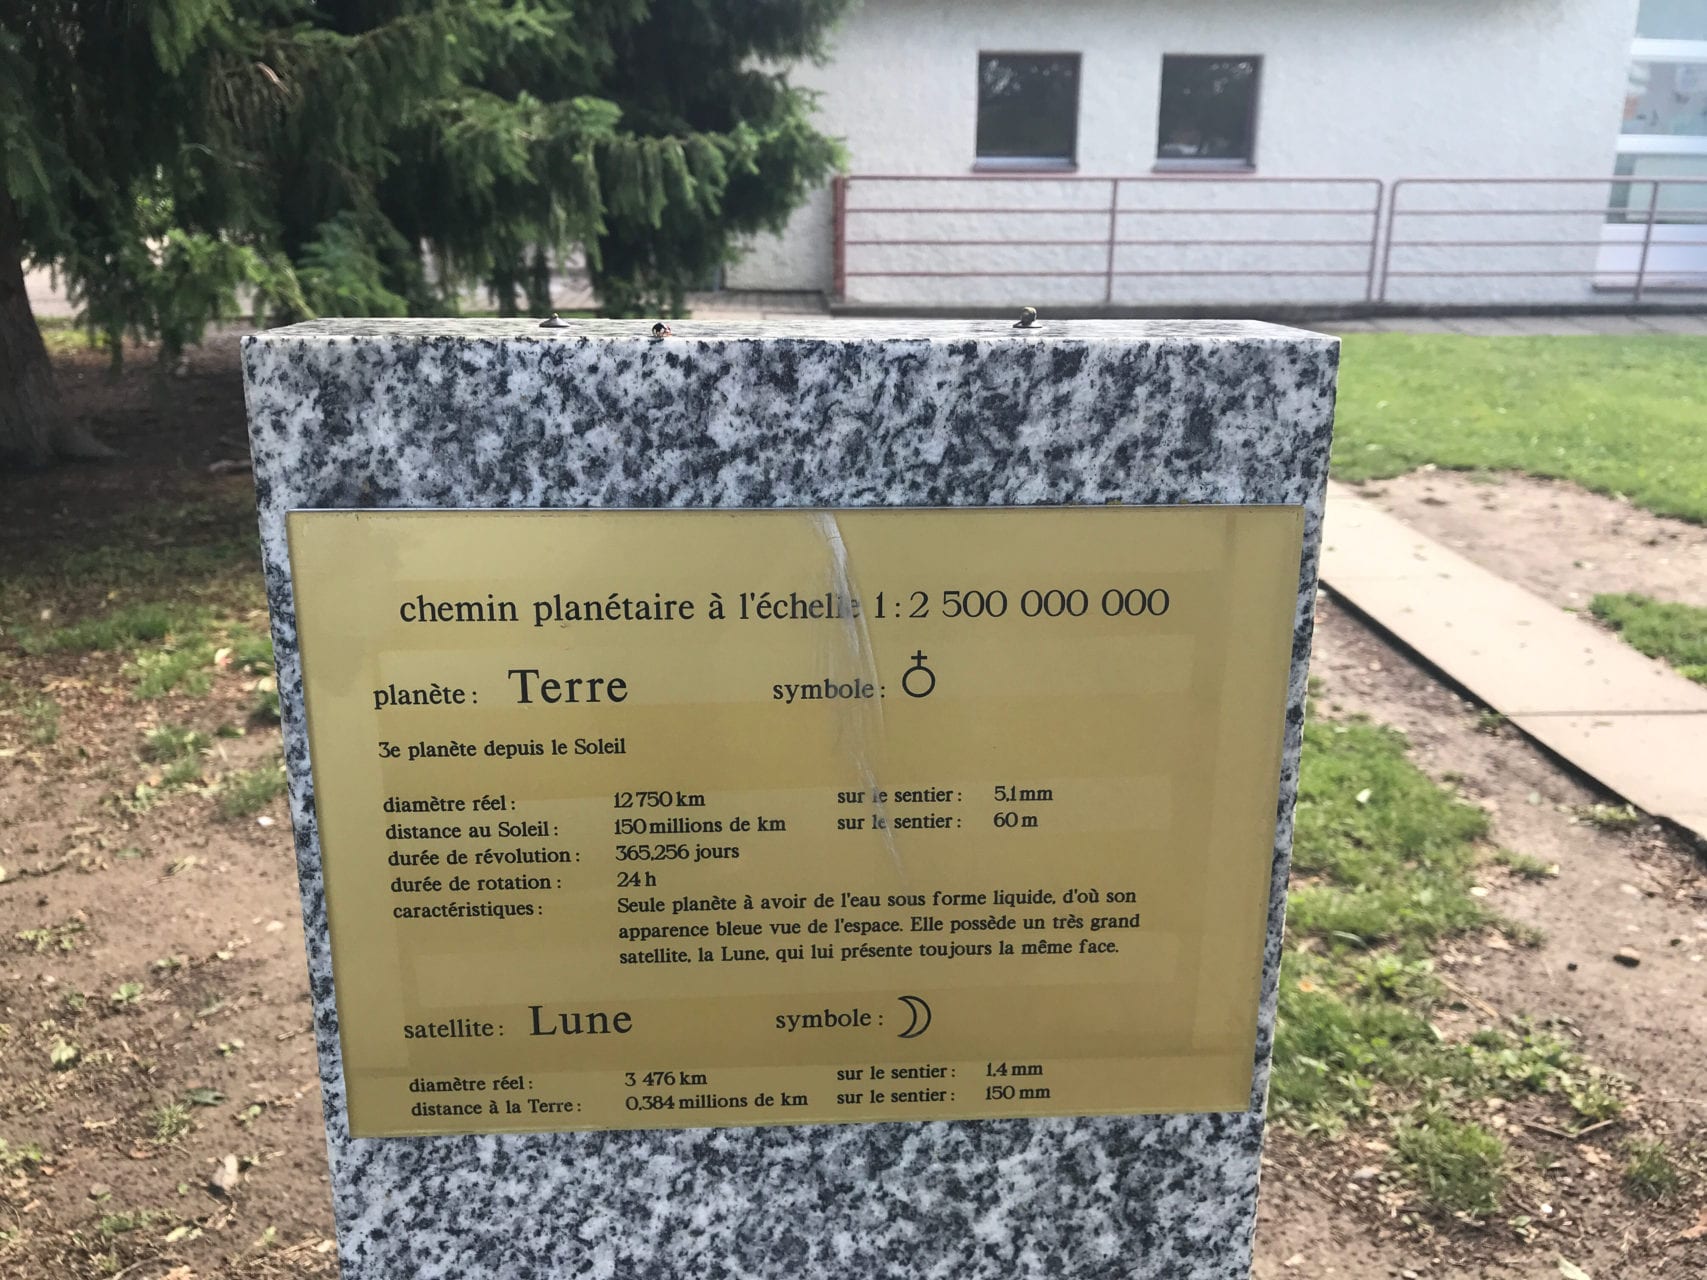 chemin planétaire à l'échelle 1 : 2 500 000 000
planète : Terre symbole : ♁
3e planète depuis le Soleil
diamètre réel : 12 750 km sur le sentier : 5,1 mm
distance au Soleil : 150 millions de km sur le sentier : 60 m
durée de révolution : 365,256 jours
durée de rotation : 24 h
caractéristiques : Seule planète à avoir de l'eau sous forme liquide, d'où son
apparence bleue vue de l'espace. Elle possède un très grand
satellite, la Lune, qui lui présente toujours la même face.
satellite : Lune symbole : ☽
diamètre réel : 3 476 km sur le sentier : 1,4 mm
distance à la Terre : 0,384 millions de km sur le sentier : 150 mm